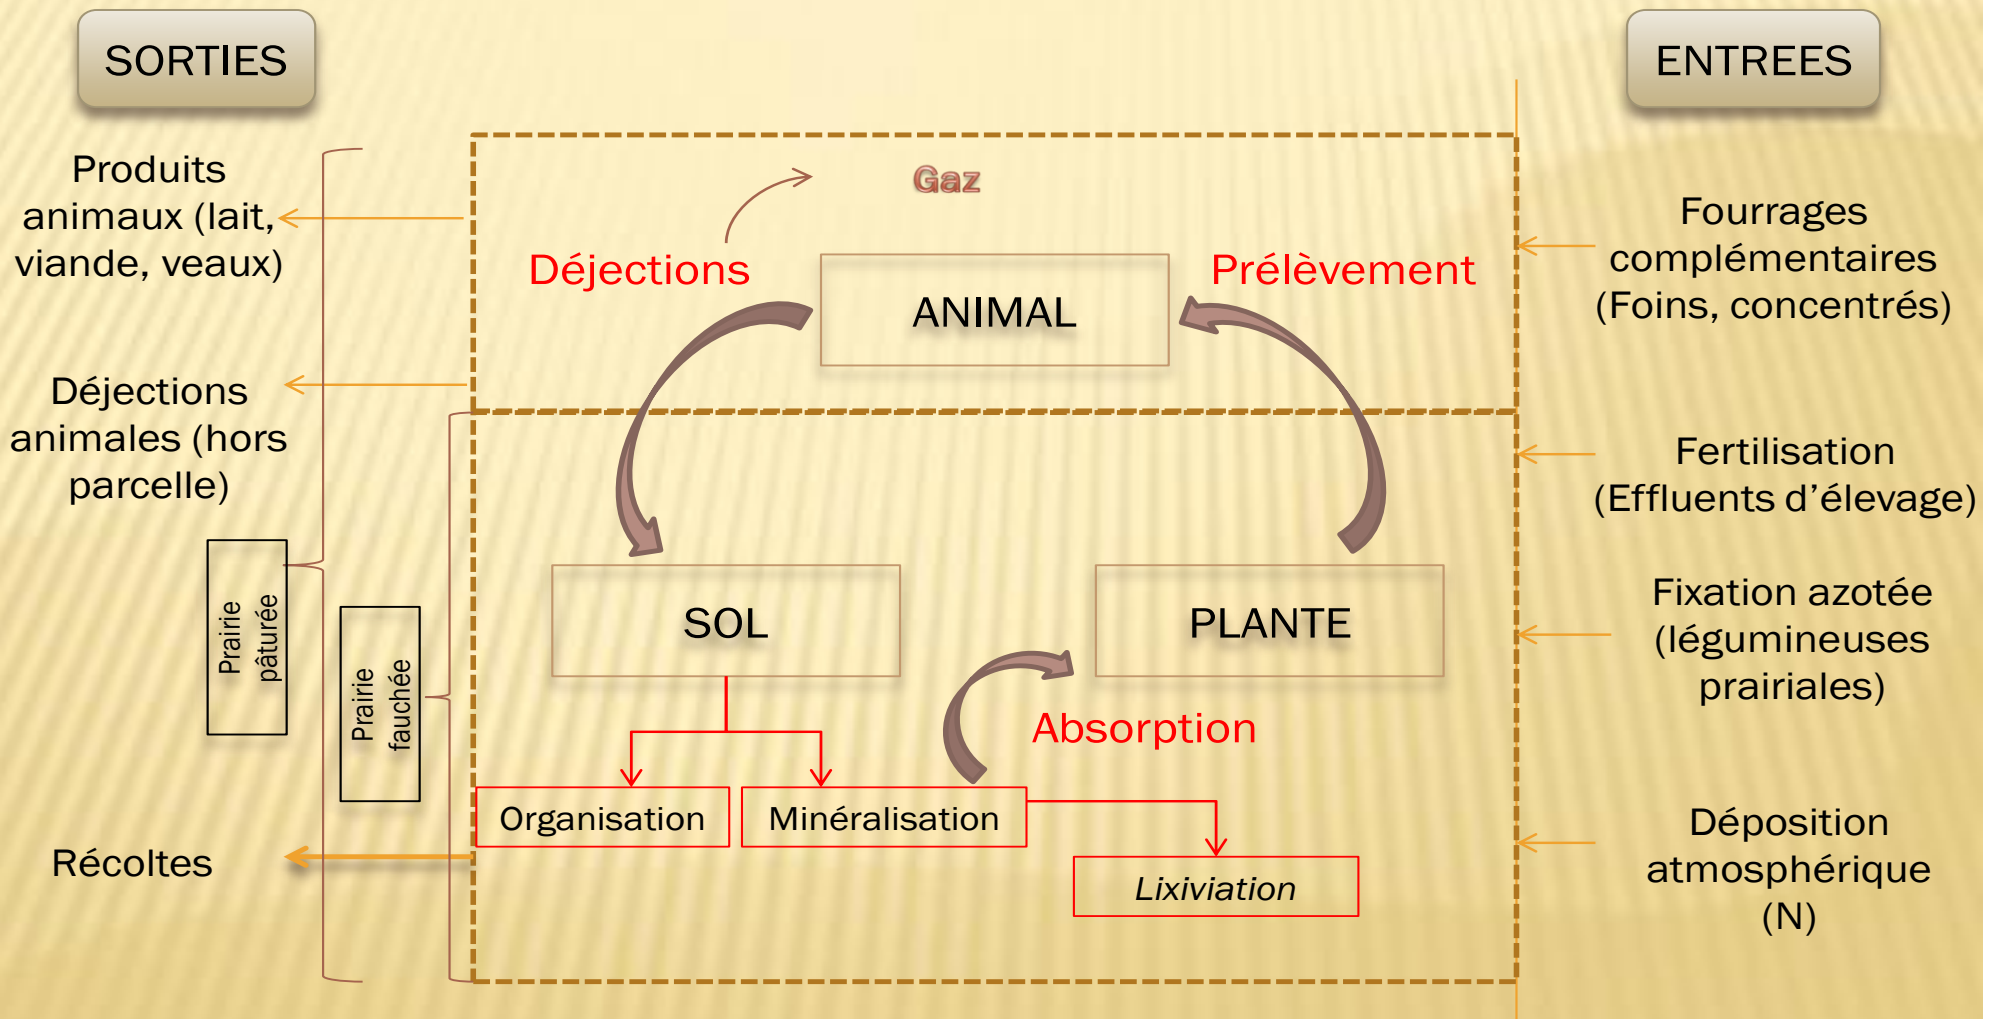 SORTIES
ENTREES
Produits
animaux (lait,
viande, veaux)
Déjections
animales (hors
parcelle)
Prairie
pâturée
Prairie
fauchée
Récoltes
Gaz
Déjections
Prélèvement
ANIMAL
SOL
PLANTE
Absorption
Organisation
Minéralisation
Lixiviation
Fourrages
complémentaires
(Foins, concentrés)
Fertilisation
(Effluents d’élevage)
Fixation azotée
(légumineuses
prairiales)
Déposition
atmosphérique
(N)